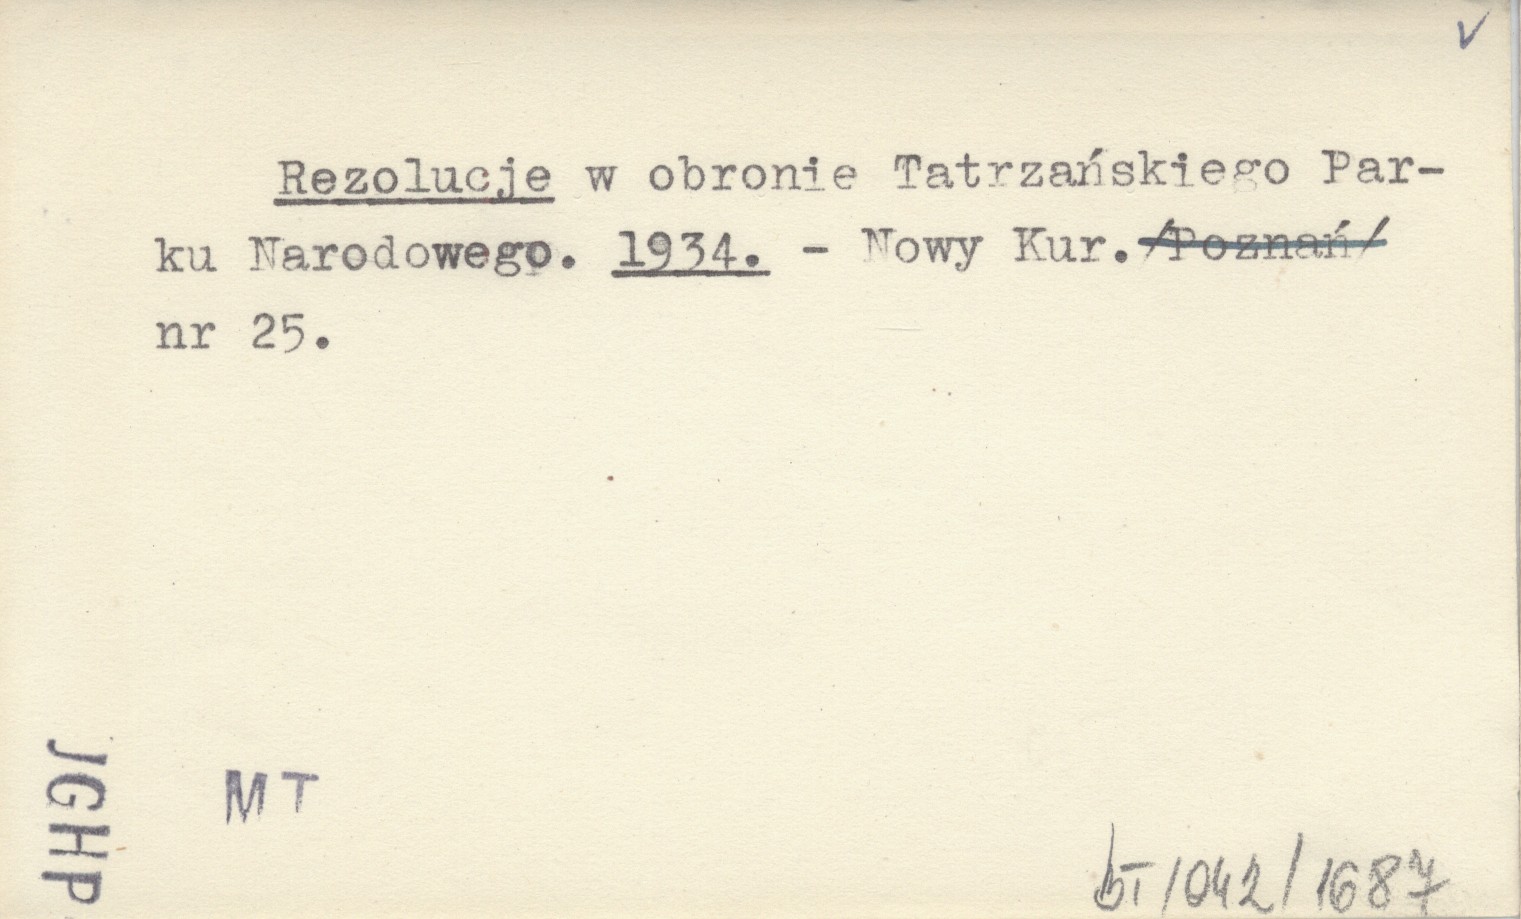 v
Rezolucje w obronie Tatrzańskiego Par-
ku Narodowego. 1934. - Nowy Kur. /Poznań/
nr 25.
JGHP
MT
bT/042/1687